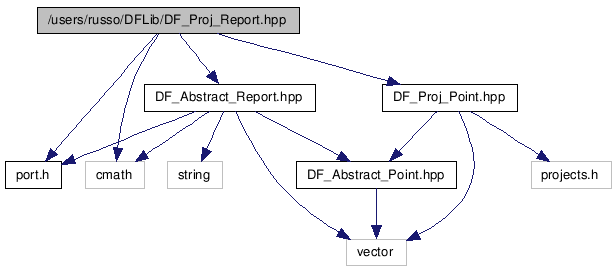 /users/russo/DFLib/DF_Proj_Report.hpp
DF_Abstract_Report.hpp
DF_Proj_Point.hpp
port.h
cmath
string
DF_Abstract_Point.hpp
projects.h
vector